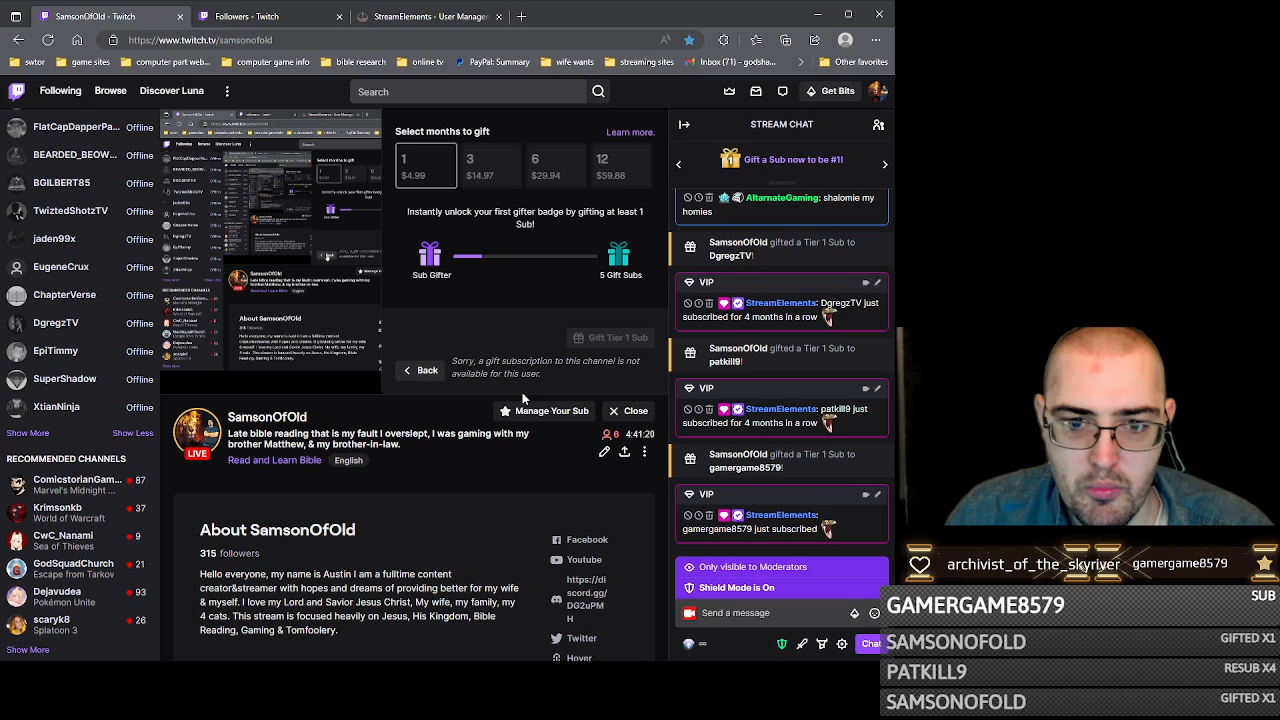 SamsonOfOld - Twitch
Followers - Twitch
StreamElements - User Manager
https://www.twitch.tv/samsonofold
swtor
game sites
computer part web...
computer game info
bible research
online tv
PayPal: Summary
wife wants
streaming sites
Inbox (71) - godsha...
Other favorites
Following
Browse
Discover Luna
Search
Get Bits
FlatCapDapperPa... Offline
BEARDED_BEOW... Offline
BGILBERT85 Offline
TwiztedShotzTV Offline
jaden99x Offline
EugeneCrux Offline
ChapterVerse Offline
DgregzTV Offline
EpiTrinity Offline
SuperShadow Offline
XtianNinja Offline
Show More Show Less
RECOMMENDED CHANNELS
ComicstorianGam... 87
Marvel's Midnight ...
Krimsonkb 37
World of Warcraft
CwC_Nanami 9
Sea of Thieves
GodSquadChurch 21
Escape from Tarkov
Dejavudea 93
Pokémon Unite
scaryk8 26
Splatoon 3
Show More
Select months to gift
Learn more.
1 3 6 12
$4.99 $14.97 $29.94 $59.88
Instantly unlock your first gifter badge by gifting at least 1
Sub!
Sub Gifter 5 Gift Subs
Gift Tier 1 Sub
Sorry, a gift subscription to this channel is not
available for this user.
Back
SamsonOfOld
Manage Your Sub
Close
Late bible reading that is my fault I overslept, I was gaming with my
brother Matthew, & my brother-in-law.
6 4:41:20
LIVE
Read and Learn Bible English
About SamsonOfOld
315 followers
Hello everyone, my name is Austin I am a fulltime content
creator&streamer with hopes and dreams of providing better for my wife
& myself. I love my Lord and Savior Jesus Christ, My wife, my family, my
4 cats. This stream is focused heavily on Jesus, His Kingdom, Bible
Reading, Gaming & Tomfoolery.
Facebook
Youtube
https://di
scord.gg/
DG2uPM
H
Twitter
Hover
STREAM CHAT
a Sub now to be #1!
AltarnateGaming: shalomie my
SamsonOfOld gifted a Tier 1 Sub to
DgregzTV!
VIP
StreamElements: DgregzTV just
subscribed for 4 months in a row
SamsonOfOld gifted a Tier 1 Sub to
patkill9!
VIP
StreamElements: patkill9 just
subscribed for 4 months in a row
SamsonOfOld gifted a Tier 1 Sub to
gamergame8579!
VIP
StreamElements:
gamergame8579 just subscribed
Only visible to Moderators
Shield Mode is On
Send a message
Chat
archivist_of_the_skyriver gamergame8579
GAMERGAME8579 SUB
SAMSONOFOLD GIFTED X1
PATKILL9 RESUB X4
SAMSONOFOLD GIFTED X1